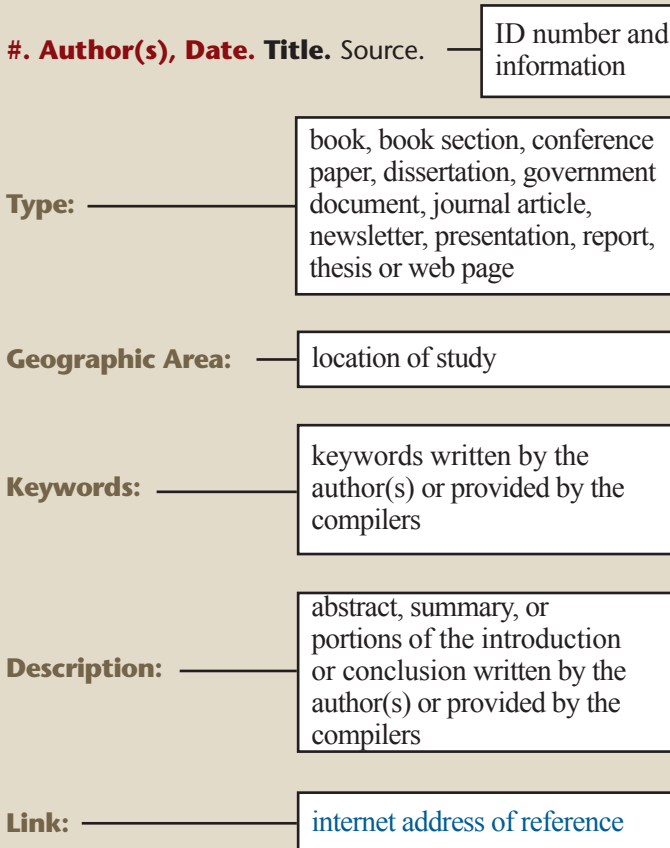 #. Author(s), Date. Title. Source.
ID number and
information
Type:
book, book section, conference
paper, dissertation, government
document, journal article,
newsletter, presentation, report,
thesis or web page
Geographic Area:
location of study
Keywords:
keywords written by the
author(s) or provided by the
compilers
Description:
abstract, summary, or
portions of the introduction
or conclusion written by the
author(s) or provided by the
compilers
Link:
internet address of reference